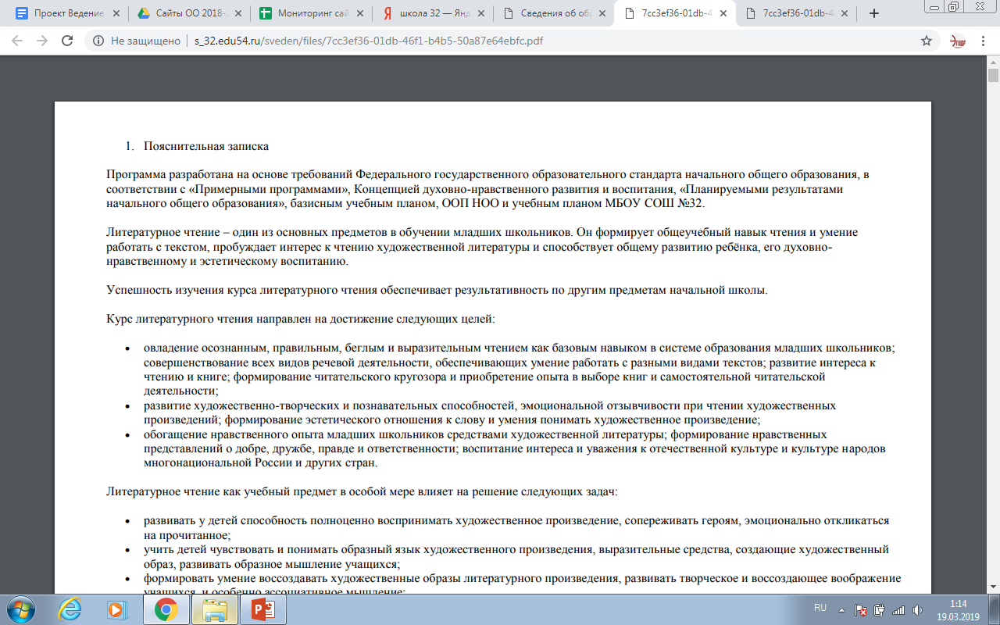 Проект Ведение
Сайты ОО 2018-
Мониторинг сай
школа 32 — Янд
Сведения об обр
7cc3ef36-01db-4
7cc3ef36-01db-4
Не защищено
s_32.edu54.ru/sveden/files/7cc3ef36-01db-46f1-b4b5-50a87e64ebfc.pdf
1. Пояснительная записка
Программа разработана на основе требований Федерального государственного образовательного стандарта начального общего образования, в
соответствии с «Примерными программами», Концепцией духовно-нравственного развития и воспитания, «Планируемыми результатами
начального общего образования», базисным учебным планом, ООП НОО и учебным планом МБОУ СОШ №32.
Литературное чтение – один из основных предметов в обучении младших школьников. Он формирует общеучебный навык чтения и умение
работать с текстом, пробуждает интерес к чтению художественной литературы и способствует общему развитию ребёнка, его духовно-
нравственному и эстетическому воспитанию.
Успешность изучения курса литературного чтения обеспечивает результативность по другим предметам начальной школы.
Курс литературного чтения направлен на достижение следующих целей:
• овладение осознанным, правильным, беглым и выразительным чтением как базовым навыком в системе образования младших школьников;
совершенствование всех видов речевой деятельности, обеспечивающих умение работать с разными видами текстов; развитие интереса к
чтению и книге; формирование читательского кругозора и приобретение опыта в выборе книг и самостоятельной читательской
деятельности;
• развитие художественно-творческих и познавательных способностей, эмоциональной отзывчивости при чтении художественных
произведений; формирование эстетического отношения к слову и умения понимать художественное произведение;
• обогащение нравственного опыта младших школьников средствами художественной литературы; формирование нравственных
представлений о добре, дружбе, правде и ответственности; воспитание интереса и уважения к отечественной культуре и культуре народов
многонациональной России и других стран.
Литературное чтение как учебный предмет в особой мере влияет на решение следующих задач:
• развивать у детей способность полноценно воспринимать художественное произведение, сопереживать героям, эмоционально откликаться
на прочитанное;
• учить детей чувствовать и понимать образный язык художественного произведения, выразительные средства, создающие художественный
образ, развивать образное мышление учащихся;
• формировать умение воссоздавать художественные образы литературного произведения, развивать творческое и воссоздающее воображение
учащихся, и особенно ассоциативное мышление;
RU
1:14
19.03.2019